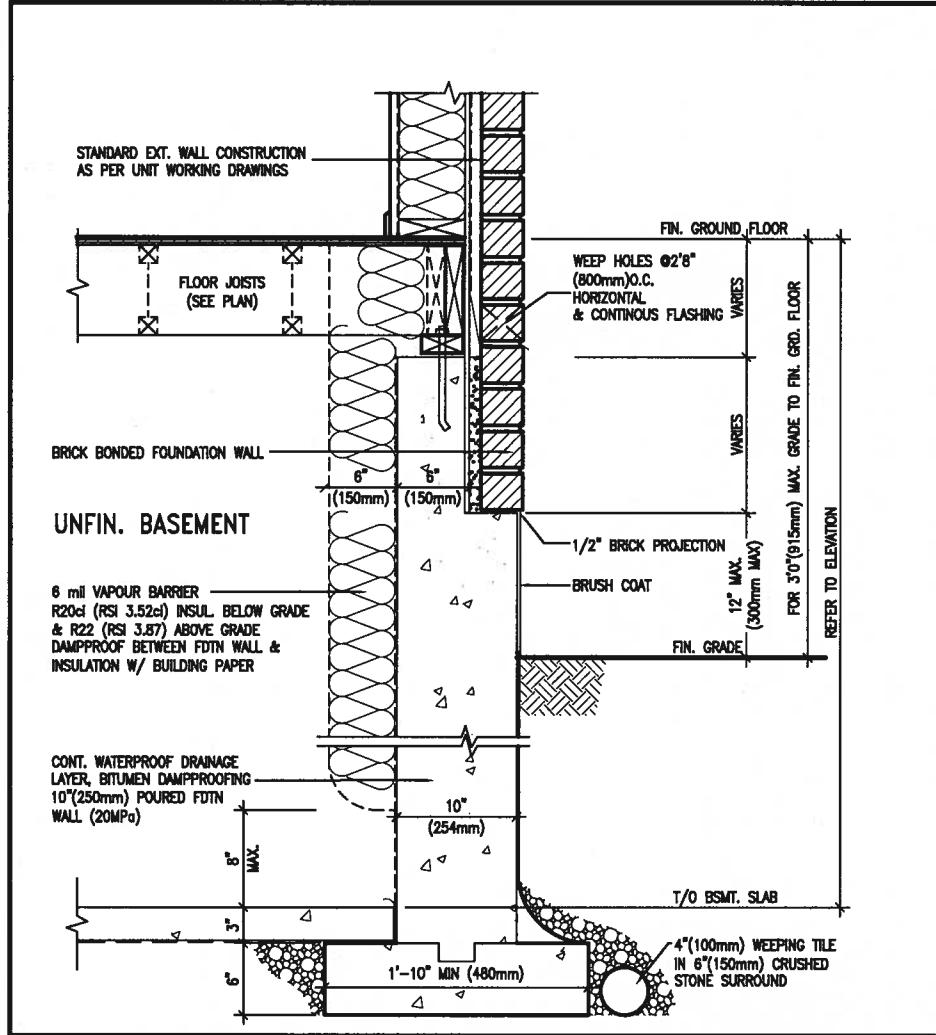 STANDARD EXT. WALL CONSTRUCTION
AS PER UNIT WORKING DRAWINGS
FIN. GROUND FLOOR
FLOOR JOISTS
(SEE PLAN)
WEEP HOLES @2'8"
(800mm)O.C.
HORIZONTAL
& CONTINOUS FLASHING
VARIES
VARIES
FOR 3'0"(915mm) MAX. GRADE TO FIN. GRD. FLOOR
REFER TO ELEVATION
BRICK BONDED FOUNDATION WALL
6"
(150mm)
6"
(150mm)
UNFIN. BASEMENT
1/2" BRICK PROJECTION
BRUSH COAT
12" MAX.
(300mm MAX)
6 mil VAPOUR BARRIER
R20ci (RSI 3.52ci) INSUL. BELOW GRADE
& R22 (RSI 3.87) ABOVE GRADE
DAMPPROOF BETWEEN FDTN WALL &
INSULATION W/ BUILDING PAPER
FIN. GRADE
CONT. WATERPROOF DRAINAGE
LAYER, BITUMEN DAMPPROOFING
10"(250mm) POURED FDTN
WALL (20MPa)
10"
(254mm)
8"
MAX.
T/O BSMT. SLAB
3"
6"
1'-10" MIN (480mm)
4"(100mm) WEEPING TILE
IN 6"(150mm) CRUSHED
STONE SURROUND